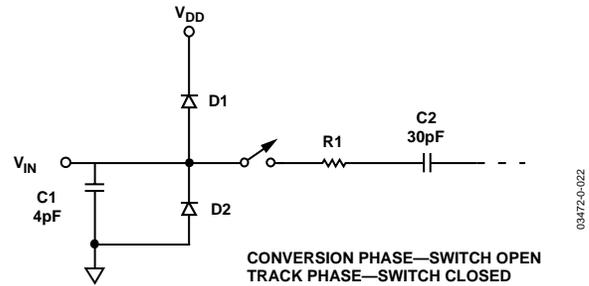 VDD
D1
C2
30pF
R1
VIN
C1
4pF
D2
CONVERSION PHASE—SWITCH OPEN
TRACK PHASE—SWITCH CLOSED
03472-0-022